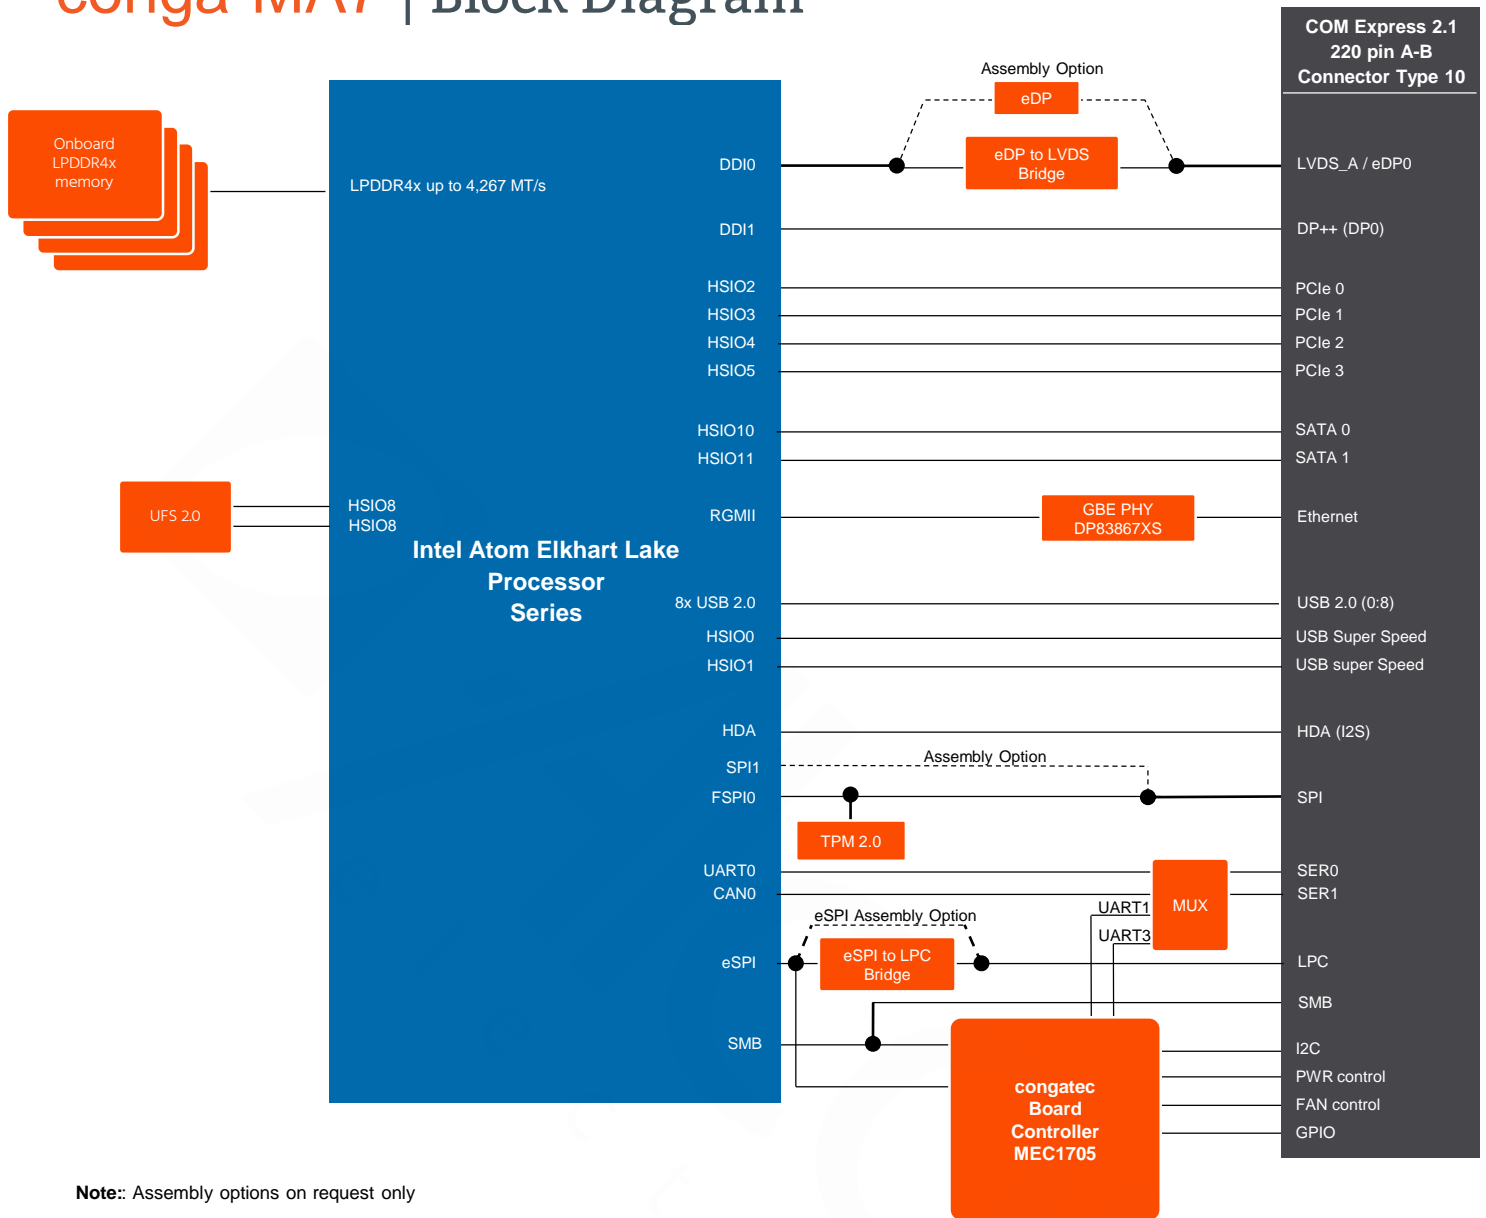 conga-MA7 | Block Diagram
COM Express 2.1
220 pin A-B
Connector Type 10
Assembly Option
eDP
Onboard
LPDDR4x
memory
LPDDR4x up to 4,267 MT/s
DDI0
eDP to LVDS
Bridge
LVDS_A / eDP0
DDI1
DP++ (DP0)
HSIO2
PCIe 0
HSIO3
PCIe 1
HSIO4
PCIe 2
HSIO5
PCIe 3
HSIO10
SATA 0
HSIO11
SATA 1
UFS 2.0
HSIO8
HSIO8
RGMII
GBE PHY
DP83867XS
Ethernet
Intel Atom Elkhart Lake
Processor
Series
8x USB 2.0
USB 2.0 (0:8)
HSIO0
USB Super Speed
HSIO1
USB super Speed
HDA
HDA (I2S)
SPI1
Assembly Option
FSPI0
SPI
TPM 2.0
UART0
SER0
CAN0
SER1
MUX
UART1
UART3
eSPI Assembly Option
eSPI
eSPI to LPC
Bridge
LPC
SMB
SMB
I2C
PWR control
FAN control
GPIO
congatec
Board
Controller
MEC1705
Note:: Assembly options on request only